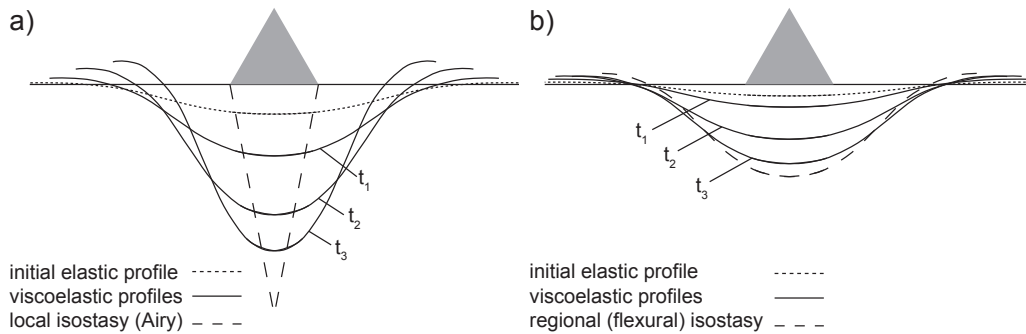 a)
t1
t2
t3
initial elastic profile
viscoelastic profiles
local isostasy (Airy)
b)
t1
t2
t3
initial elastic profile
viscoelastic profiles
regional (flexural) isostasy